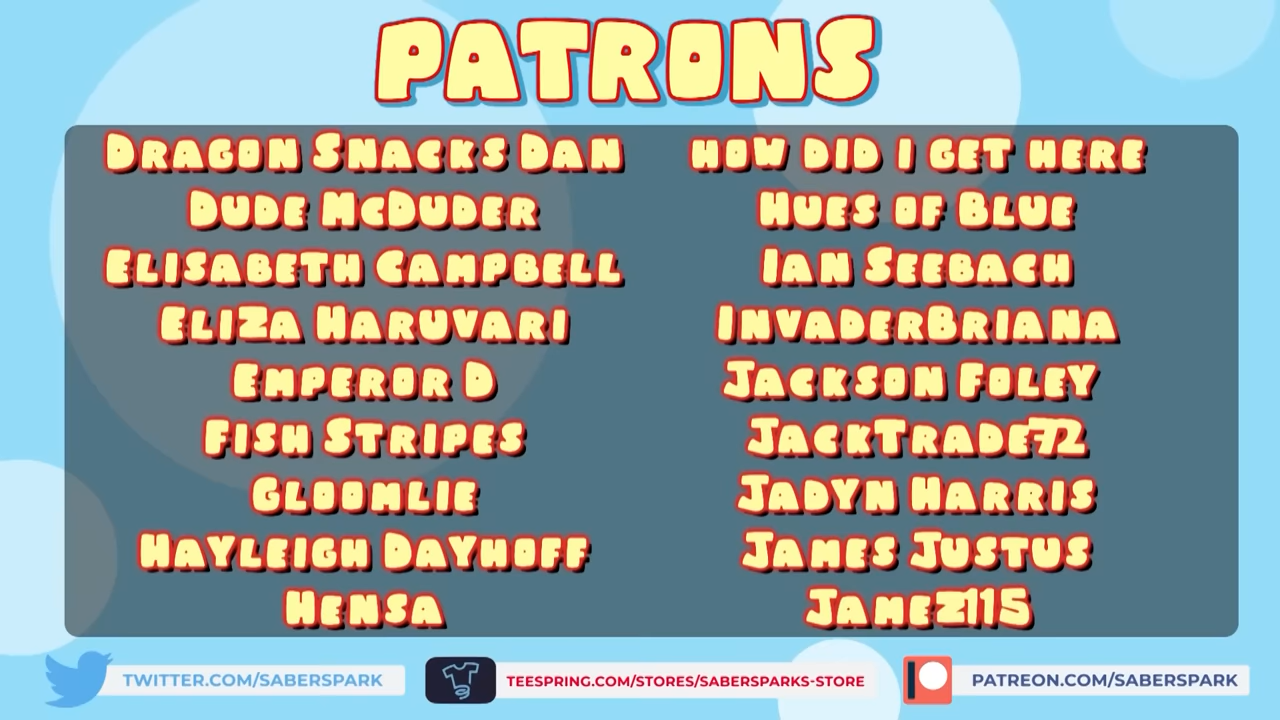 PATRONS
DRAGON SNACKS DAN
DUDE MCDUDER
ELISABETH CAMPBELL
ELIZA HARUVARI
EMPEROR D
FISH STRIPES
GLOOMLIE
HAYLEIGH DAYHOFF
HENSA
HOW DID I GET HERE
HUES OF BLUE
IAN SEEBACH
INVADERBRIANA
JACKSON FOLEY
JACKTRADE72
JADYN HARRIS
JAMES JUSTUS
JAMEZ115
TWITTER.COM/SABERSPARK
TEESPRING.COM/STORES/SABERSPARKS-STORE
PATREON.COM/SABERSPARK